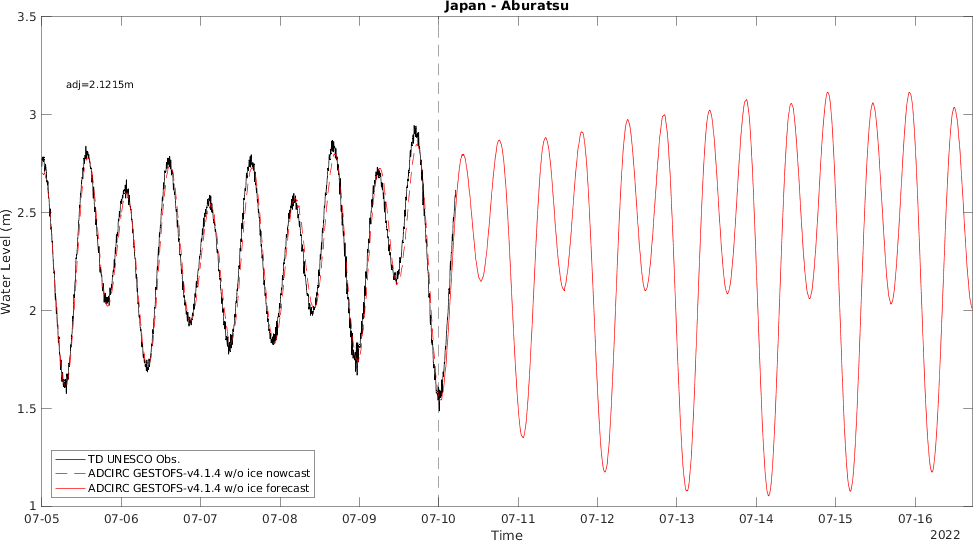 Japan - Aburatsu
3.5
3
2.5
2
1.5
1
Water Level (m)
adj=2.1215m
TD UNESCO Obs.
ADCIRC GESTOFS-v4.1.4 w/o ice nowcast
ADCIRC GESTOFS-v4.1.4 w/o ice forecast
07-05 07-06 07-07 07-08 07-09 07-10 07-11 07-12 07-13 07-14 07-15 07-16
Time
2022